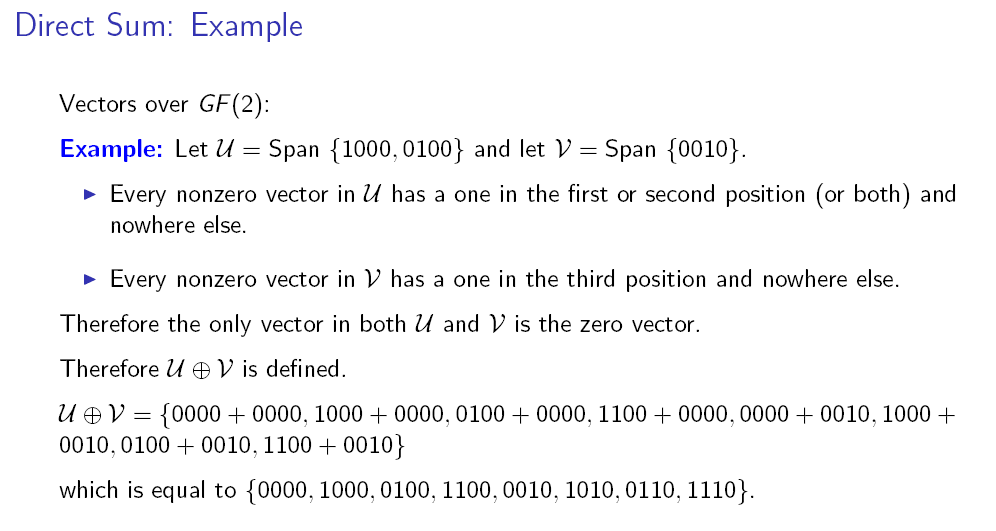 Direct Sum: Example
Vectors over GF(2):
Example: Let 𝒰 = Span {1000, 0100} and let 𝒱 = Span {0010}.
▶ Every nonzero vector in 𝒰 has a one in the first or second position (or both) and
nowhere else.
▶ Every nonzero vector in 𝒱 has a one in the third position and nowhere else.
Therefore the only vector in both 𝒰 and 𝒱 is the zero vector.
Therefore 𝒰 ⊕ 𝒱 is defined.
𝒰 ⊕ 𝒱 = {0000 + 0000, 1000 + 0000, 0100 + 0000, 1100 + 0000, 0000 + 0010, 1000 +
0010, 0100 + 0010, 1100 + 0010}
which is equal to {0000, 1000, 0100, 1100, 0010, 1010, 0110, 1110}.